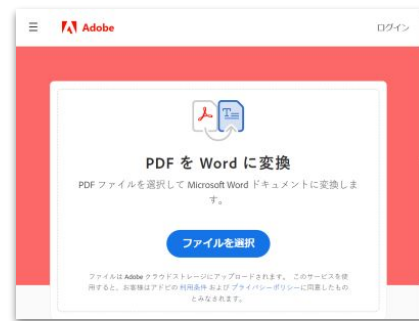 Adobe
ログイン
PDF を Word に変換
PDF ファイルを選択して Microsoft Word ドキュメントに変換しま
す。
ファイルを選択
ファイルは Adobe クラウドストレージにアップロードされます。 このサービスを使
用すると、お客様はアドビの 利用条件 および プライバシーポリシーに同意したもの
とみなされます。